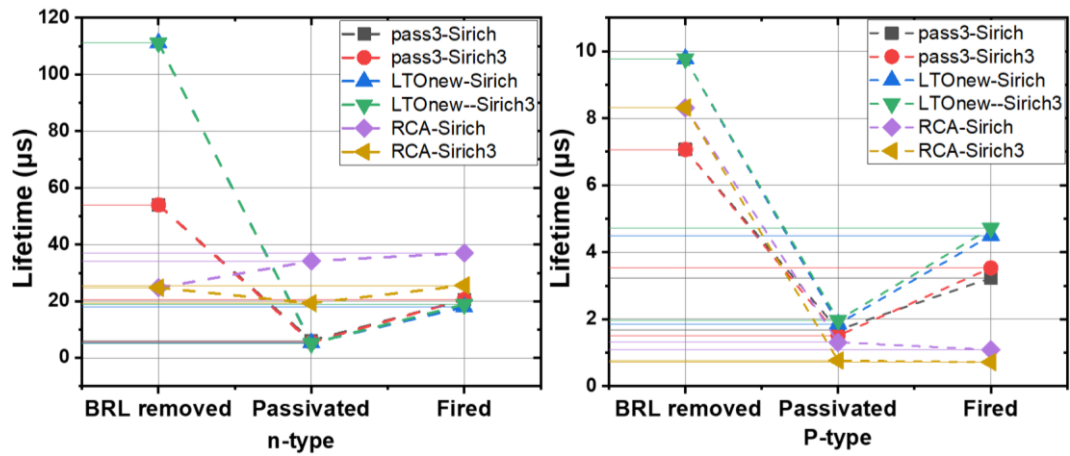 Lifetime (µs)
120
100
80
60
40
20
0
pass3-Sirich
pass3-Sirich3
LTOnew-Sirich
LTOnew--Sirich3
RCA-Sirich
RCA-Sirich3
BRL removed
Passivated
Fired
n-type
Lifetime (µs)
10
8
6
4
2
0
pass3-Sirich
pass3-Sirich3
LTOnew-Sirich
LTOnew--Sirich3
RCA-Sirich
RCA-Sirich3
BRL removed
Passivated
Fired
P-type